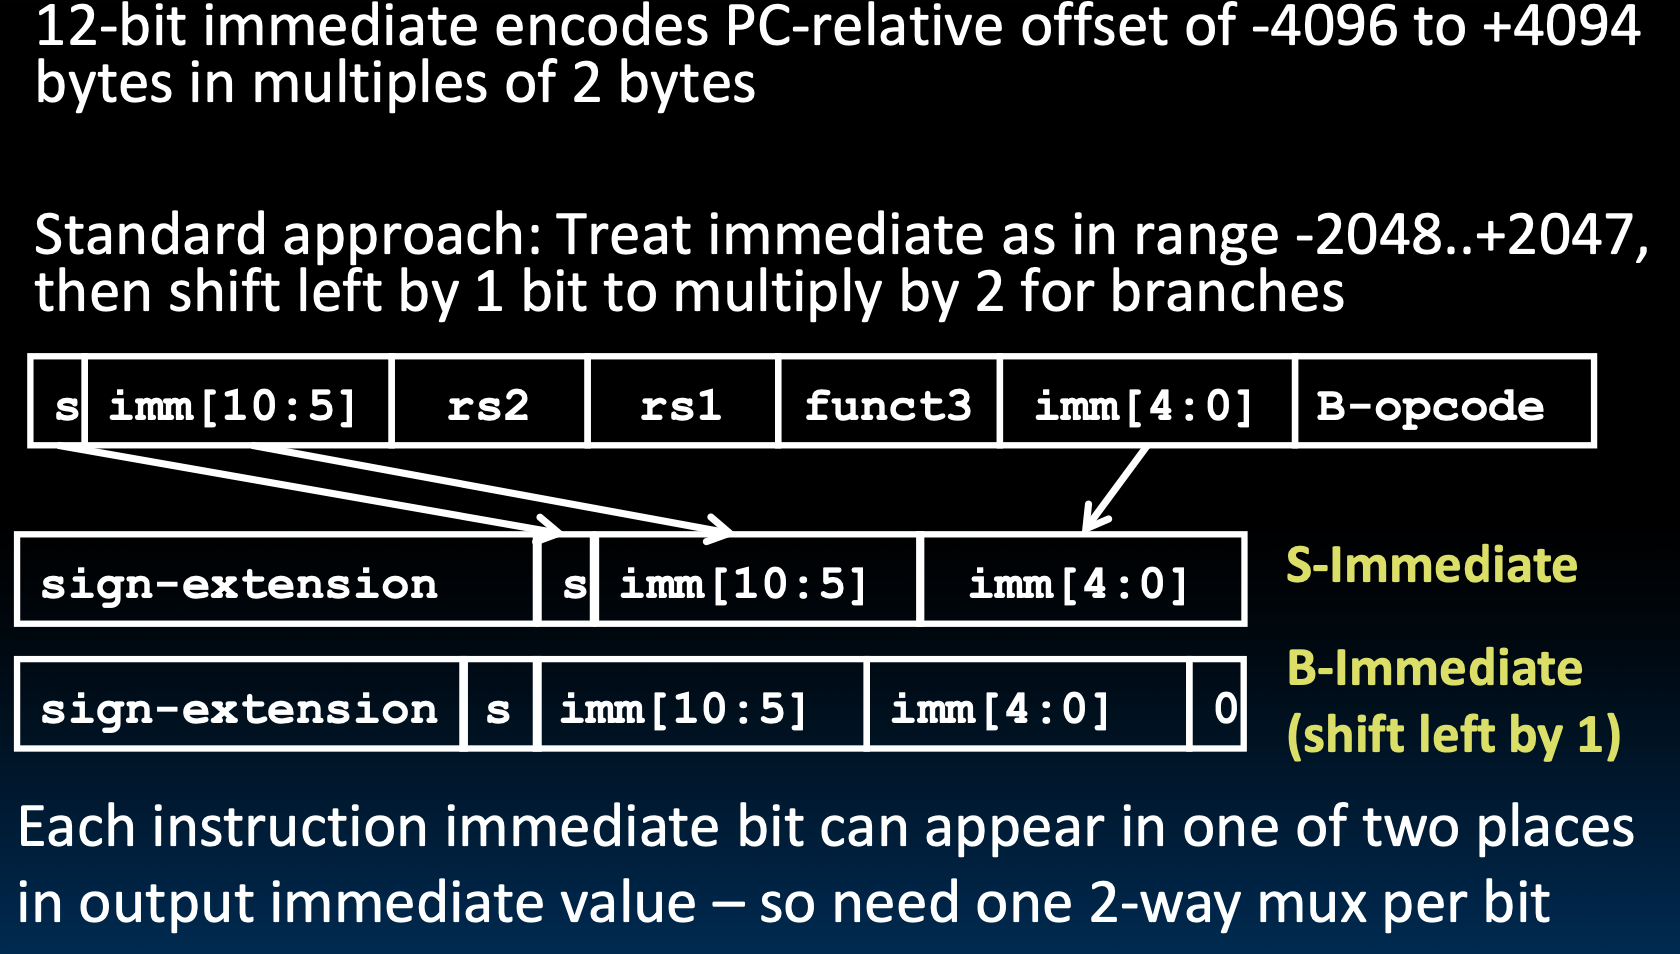 12-bit immediate encodes PC-relative offset of -4096 to +4094
bytes in multiples of 2 bytes
Standard approach: Treat immediate as in range -2048..+2047,
then shift left by 1 bit to multiply by 2 for branches
s imm[10:5] rs2 rs1 funct3 imm[4:0] B-opcode
sign-extension s imm[10:5] imm[4:0] S-Immediate
sign-extension s imm[10:5] imm[4:0] 0 B-Immediate
(shift left by 1)
Each instruction immediate bit can appear in one of two places
in output immediate value – so need one 2-way mux per bit